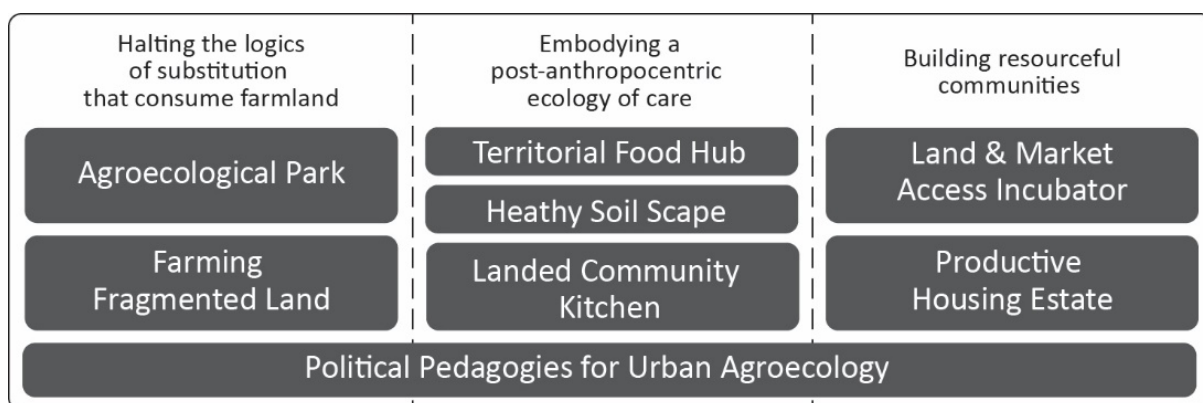 Halting the logics
of substitution
that consume farmland
Agroecological Park
Farming
Fragmented Land
Embodying a
post-anthropocentric
ecology of care
Territorial Food Hub
Heathy Soil Scape
Landed Community
Kitchen
Building resourceful
communities
Land & Market
Access Incubator
Productive
Housing Estate
Political Pedagogies for Urban Agroecology